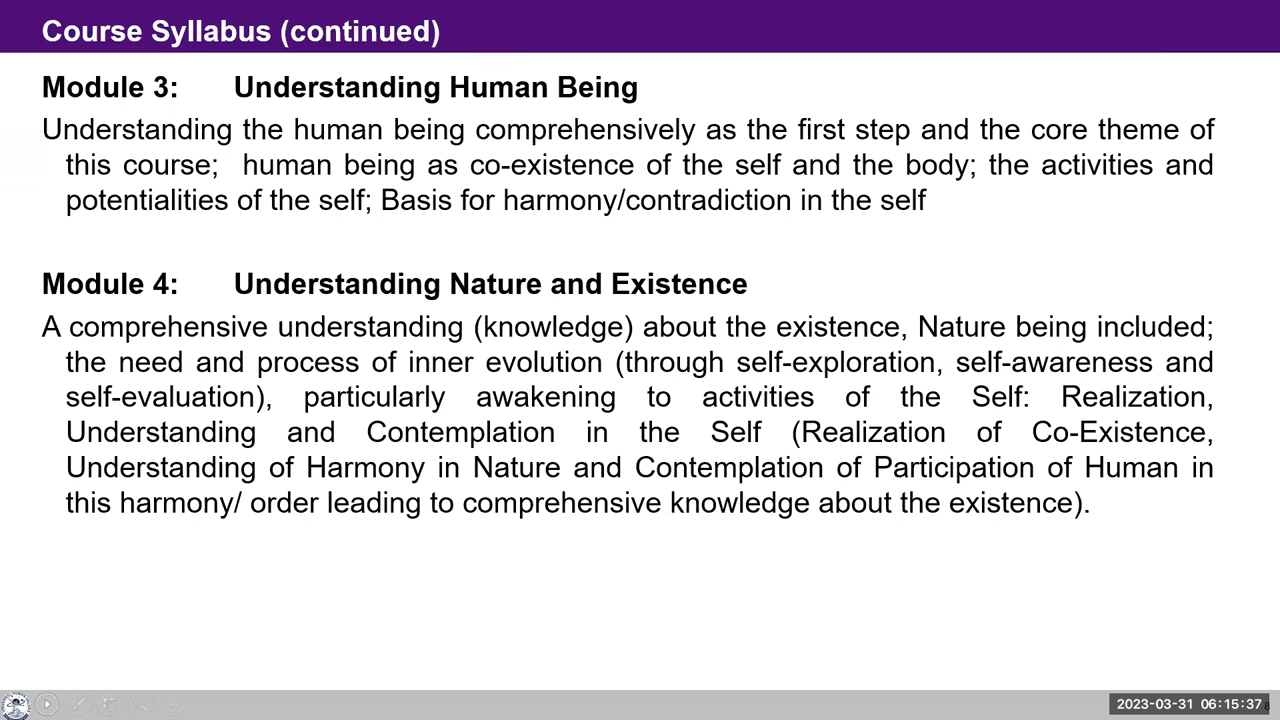 Course Syllabus (continued)
Module 3: Understanding Human Being
Understanding the human being comprehensively as the first step and the core theme of
this course; human being as co-existence of the self and the body; the activities and
potentialities of the self; Basis for harmony/contradiction in the self
Module 4: Understanding Nature and Existence
A comprehensive understanding (knowledge) about the existence, Nature being included;
the need and process of inner evolution (through self-exploration, self-awareness and
self-evaluation), particularly awakening to activities of the Self: Realization,
Understanding and Contemplation in the Self (Realization of Co-Existence,
Understanding of Harmony in Nature and Contemplation of Participation of Human in
this harmony/ order leading to comprehensive knowledge about the existence).
2023-03-31 06:15:37
8